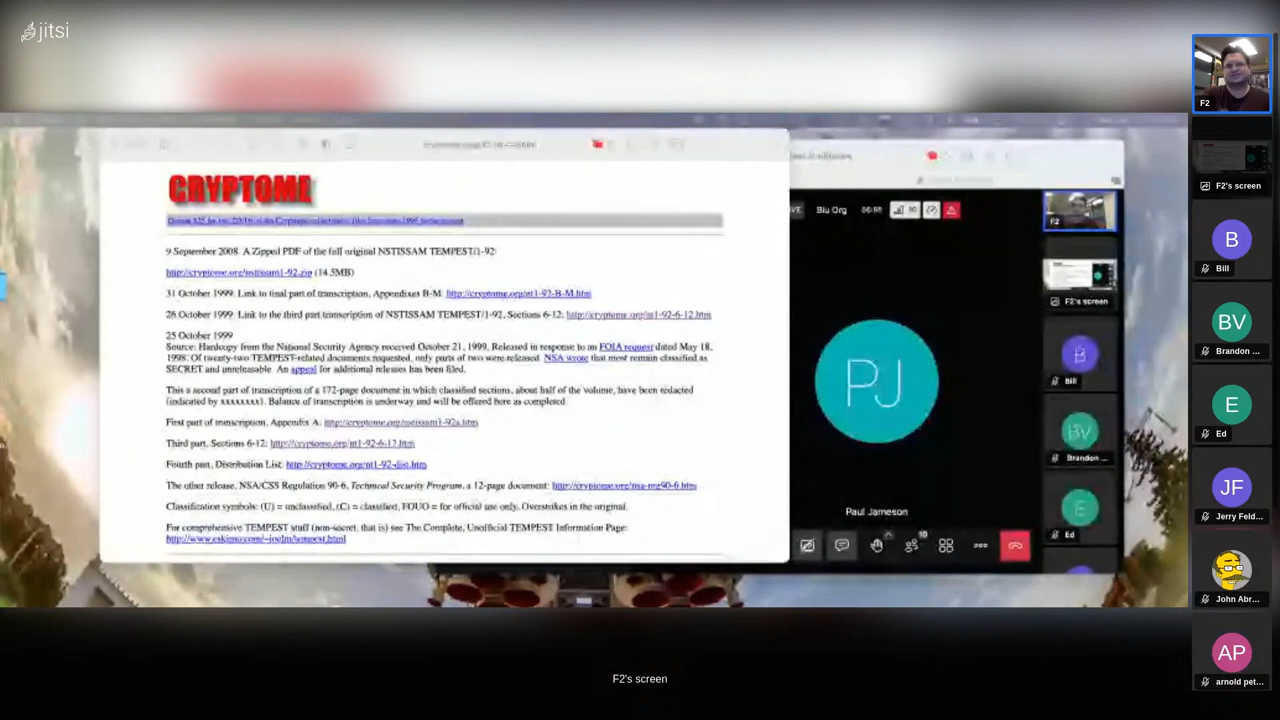 jitsi
CRYPTOME
9 September 2008. A Zipped PDF of the full original NSTISSAM TEMPEST/1-92:
http://cryptome.org/nstissam1-92.zip (14.5MB)
31 October 1999: Link to final part of transcription, Appendixes B-M: http://cryptome.org/nt1-92-B-M.htm
26 October 1999: Link to the third part transcription of NSTISSAM TEMPEST/1-92, Sections 6-12: http://cryptome.org/nt1-92-6-12.htm
25 October 1999
Source: Hardcopy from the National Security Agency received October 21, 1999. Released in response to an FOIA request dated May 18,
1998. Of twenty-two TEMPEST-related documents requested, only parts of two were released. NSA wrote that most remain classified as
SECRET and unreleasable. An appeal for additional releases has been filed.
This a second part of transcription of a 172-page document in which classified sections, about half of the volume, have been redacted
(indicated by xxxxxxxx). Balance of transcription is underway and will be offered here as completed.
First part of transcription, Appendix A: http://cryptome.org/nstissam1-92a.htm
Third part, Sections 6-12: http://cryptome.org/nt1-92-6-12.htm
Fourth part, Distribution List: http://cryptome.org/nt1-92-dist.htm
The other release, NSA/CSS Regulation 90-6, Technical Security Program, a 12-page document: http://cryptome.org/nsa-reg90-6.htm
Classification symbols: (U) = unclassified, (C) = classified, FOUO = for official use only. Overstrikes in the original.
For comprehensive TEMPEST stuff (non-secret, that is) see The Complete, Unofficial TEMPEST Information Page:
http://www.eskimo.com/~joelm/tempest.html
Blu Org
10
PJ
Paul Jameson
10
F2
F2's screen
B
Bill
BV
Brandon ...
E
Ed
F2
F2's screen
B
Bill
BV
Brandon ...
E
Ed
JF
Jerry Feld...
John Abr...
AP
arnold pet...
F2's screen